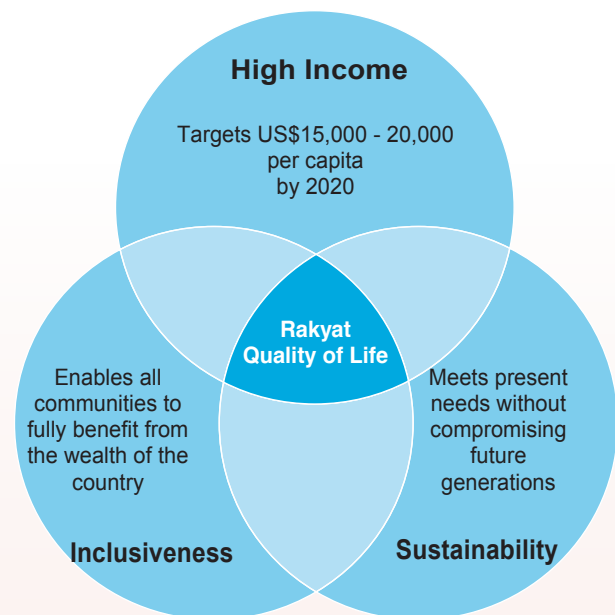 High Income
Targets US$15,000 - 20,000
per capita
by 2020
Rakyat
Quality of Life
Enables all
communities to
fully benefit from
the wealth of the
country
Inclusiveness
Meets present
needs without
compromising
future
generations
Sustainability